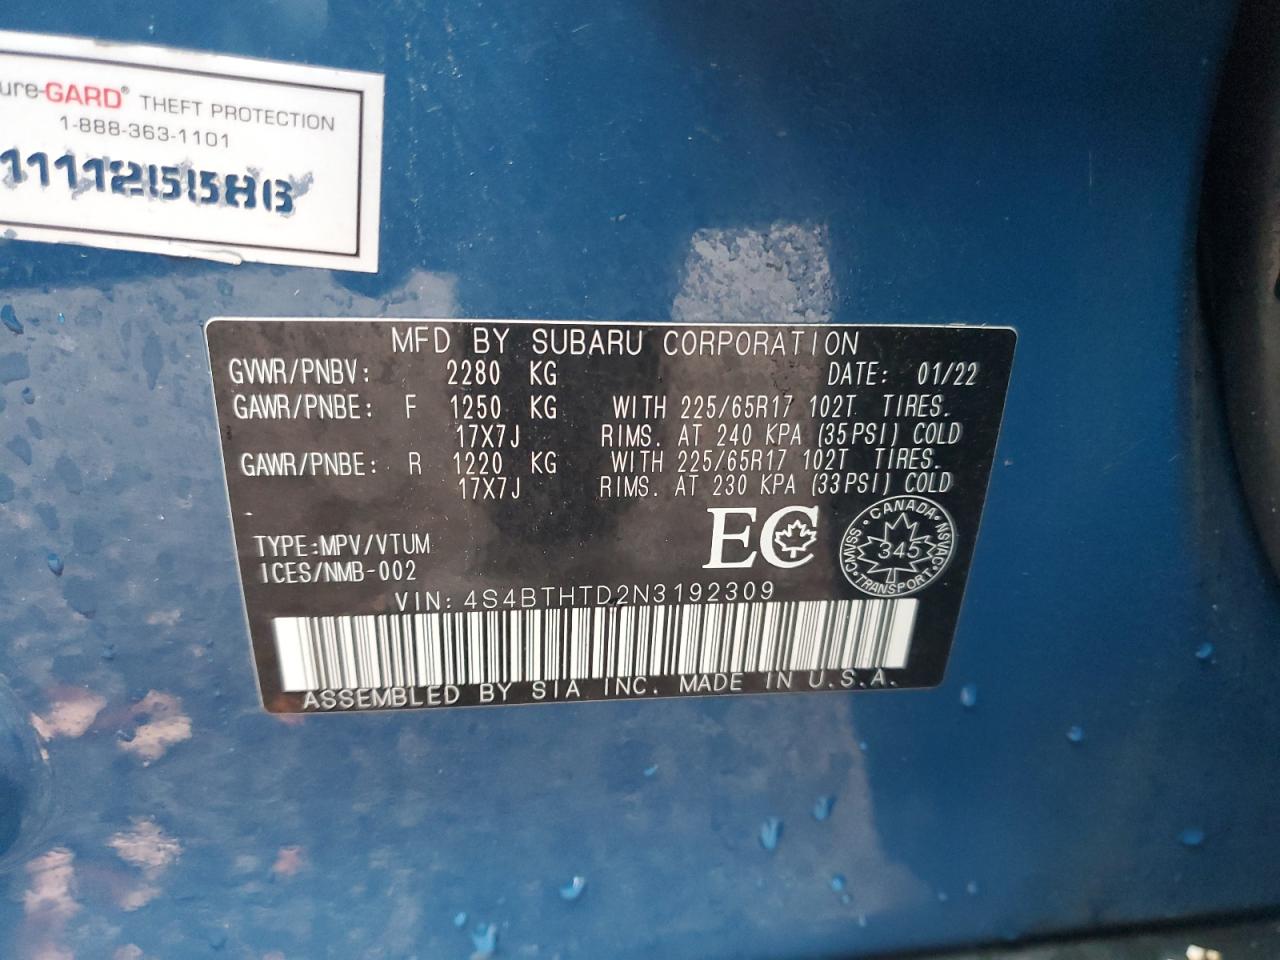 ure-GARD® THEFT PROTECTION
1-888-363-1101
111125586
MFD BY SUBARU CORPORATION
GVWR/PNBV: 2280 KG DATE: 01/22
GAWR/PNBE: F 1250 KG WITH 225/65R17 102T TIRES.
17X7J RIMS. AT 240 KPA (35PSI) COLD
GAWR/PNBE: R 1220 KG WITH 225/65R17 102T TIRES.
17X7J RIMS. AT 230 KPA (33PSI) COLD
EC
CANADA
CMVSS 345 NSVAC
TRANSPORT
TYPE:MPV/VTUM
ICES/NMB-002
VIN: 4S4BTHTD2N3192309
ASSEMBLED BY SIA INC. MADE IN U.S.A.